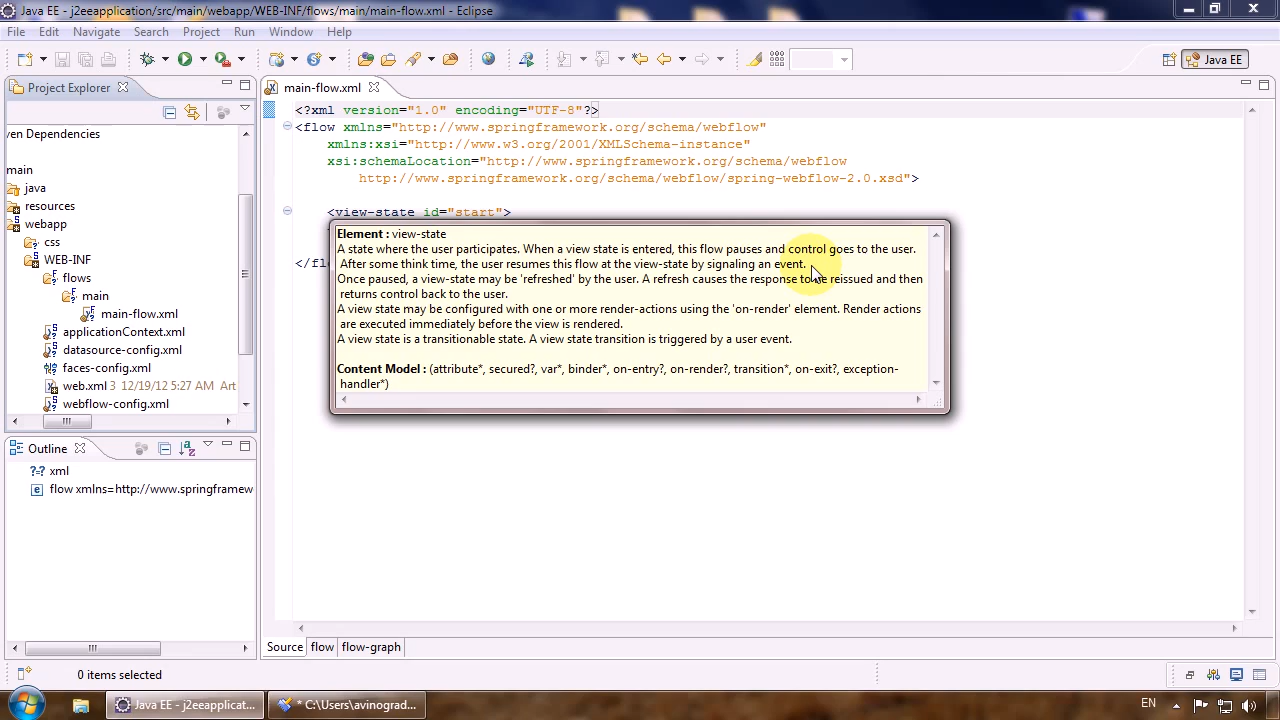 Java EE - j2eeapplication/src/main/webapp/WEB-INF/flows/main/main-flow.xml - Eclipse
File Edit Navigate Search Project Run Window Help
Java EE
Project Explorer
ven Dependencies
main
java
resources
webapp
css
WEB-INF
flows
main
main-flow.xml
applicationContext.xml
datasource-config.xml
faces-config.xml
web.xml 3 12/19/12 5:27 AM Art
webflow-config.xml
Outline
?-? xml
e flow xmlns=http://www.springframew
main-flow.xml
<?xml version="1.0" encoding="UTF-8"?>
<flow xmlns="http://www.springframework.org/schema/webflow"
xmlns:xsi="http://www.w3.org/2001/XMLSchema-instance"
xsi:schemaLocation="http://www.springframework.org/schema/webflow
http://www.springframework.org/schema/webflow/spring-webflow-2.0.xsd">
<view-state id="start">
</fl
Element : view-state
A state where the user participates. When a view state is entered, this flow pauses and control goes to the user.
After some think time, the user resumes this flow at the view-state by signaling an event.
Once paused, a view-state may be 'refreshed' by the user. A refresh causes the response to be reissued and then
returns control back to the user.
A view state may be configured with one or more render-actions using the 'on-render' element. Render actions
are executed immediately before the view is rendered.
A view state is a transitionable state. A view state transition is triggered by a user event.
Content Model : (attribute*, secured?, var*, binder*, on-entry?, on-render?, transition*, on-exit?, exception-
handler*)
Source flow flow-graph
0 items selected
Java EE - j2eeapplicat... * C:\Users\avinograd... EN